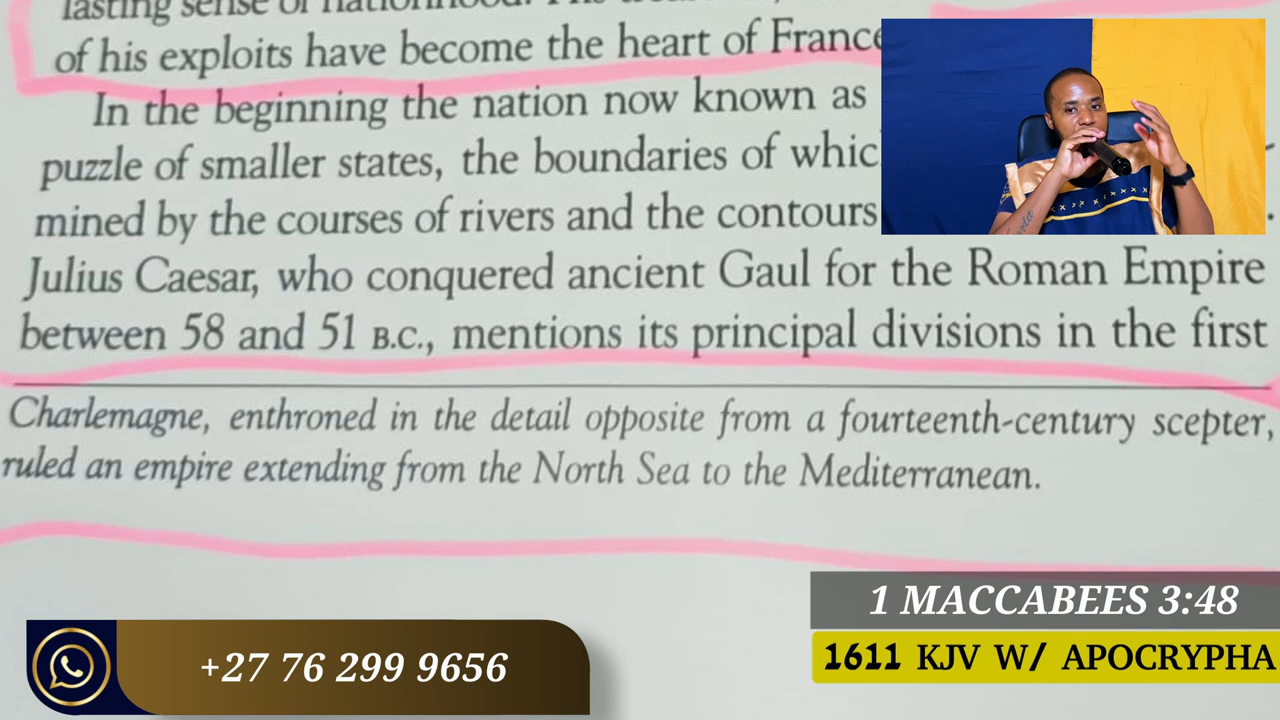 lasting sense of nationhood.
of his exploits have become the heart of France
In the beginning the nation now known as
puzzle of smaller states, the boundaries of whic
mined by the courses of rivers and the contours
Julius Caesar, who conquered ancient Gaul for the Roman Empire
between 58 and 51 B.C., mentions its principal divisions in the first
Charlemagne, enthroned in the detail opposite from a fourteenth-century scepter,
ruled an empire extending from the North Sea to the Mediterranean.
1 MACCABEES 3:48
1611 KJV W/ APOCRYPHA
+27 76 299 9656